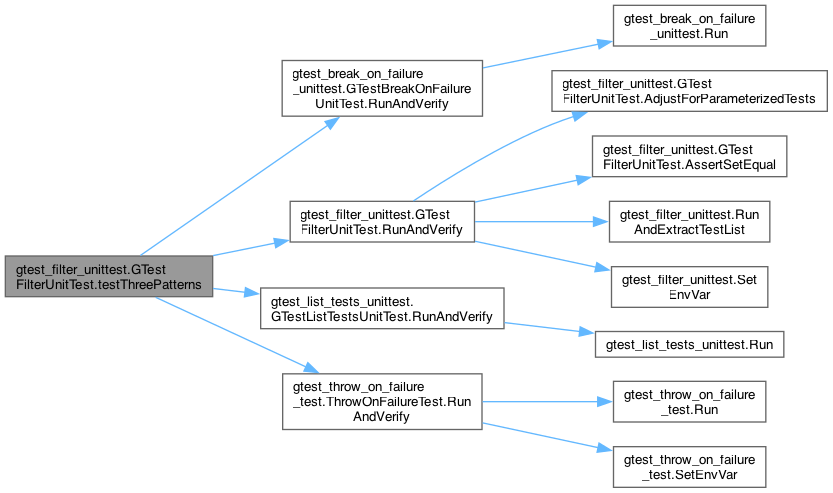 gtest_filter_unittest.GTest
FilterUnitTest.testThreePatterns
gtest_break_on_failure
_unittest.GTestBreakOnFailure
UnitTest.RunAndVerify
gtest_break_on_failure
_unittest.Run
gtest_filter_unittest.GTest
FilterUnitTest.RunAndVerify
gtest_filter_unittest.GTest
FilterUnitTest.AdjustForParameterizedTests
gtest_filter_unittest.GTest
FilterUnitTest.AssertSetEqual
gtest_filter_unittest.Run
AndExtractTestList
gtest_filter_unittest.Set
EnvVar
gtest_list_tests_unittest.
GTestListTestsUnitTest.RunAndVerify
gtest_list_tests_unittest.Run
gtest_throw_on_failure
_test.ThrowOnFailureTest.Run
AndVerify
gtest_throw_on_failure
_test.Run
gtest_throw_on_failure
_test.SetEnvVar